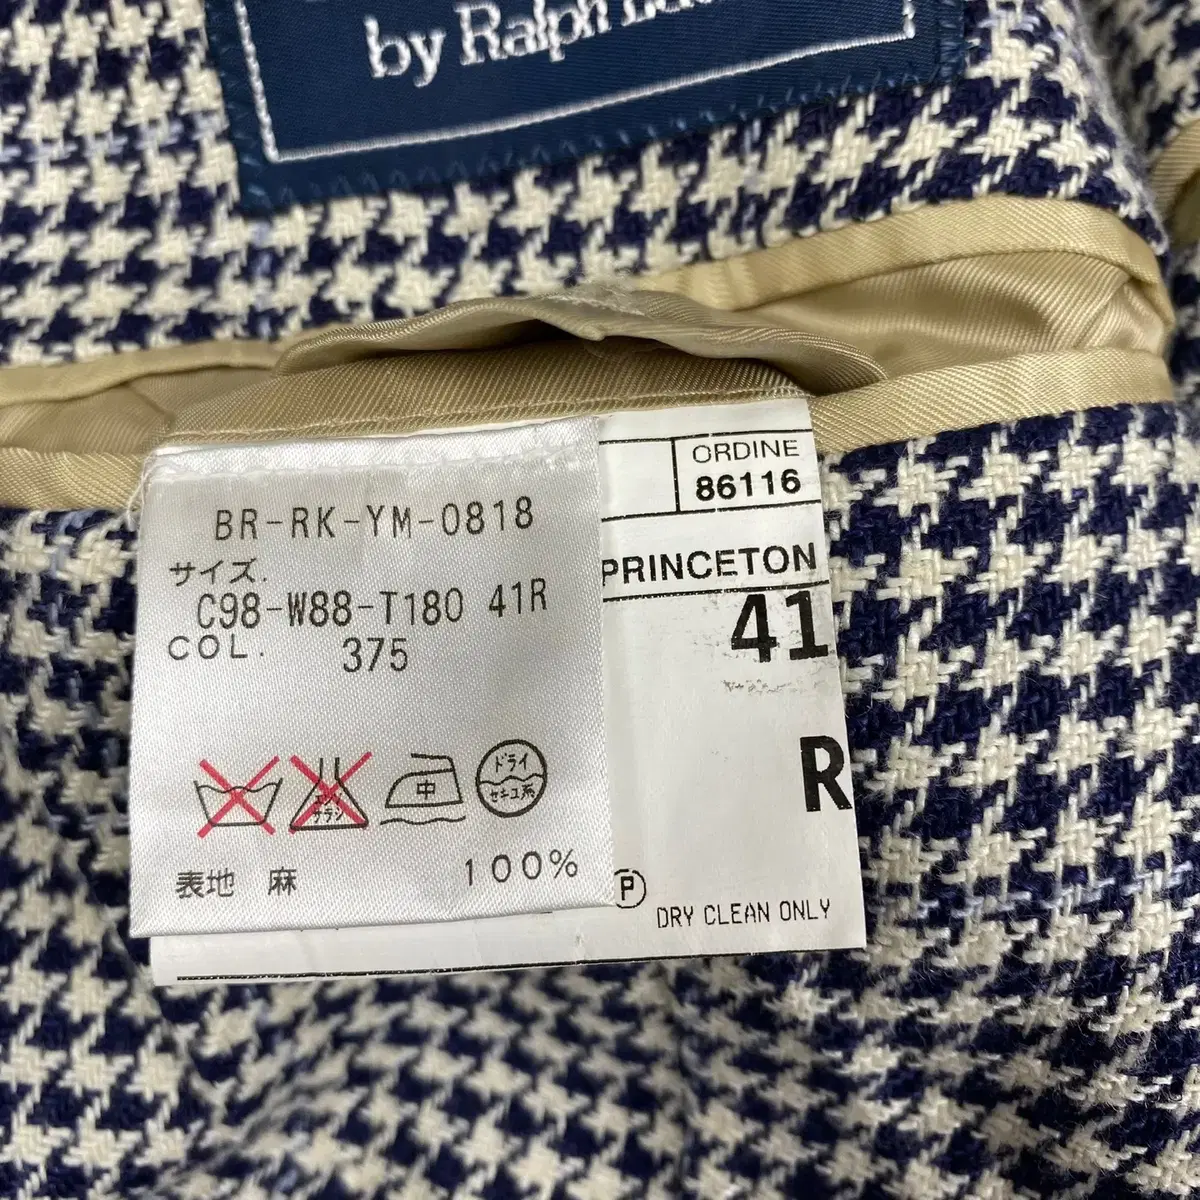 by Ralph
BR-RK-YM-0818
サイズ.
C98-W88-T180 41R
COL. 375
中
ドライ
セキユ系
表地 麻 100%
ORDINE
86116
PRINCETON
41
R
P
DRY CLEAN ONLY